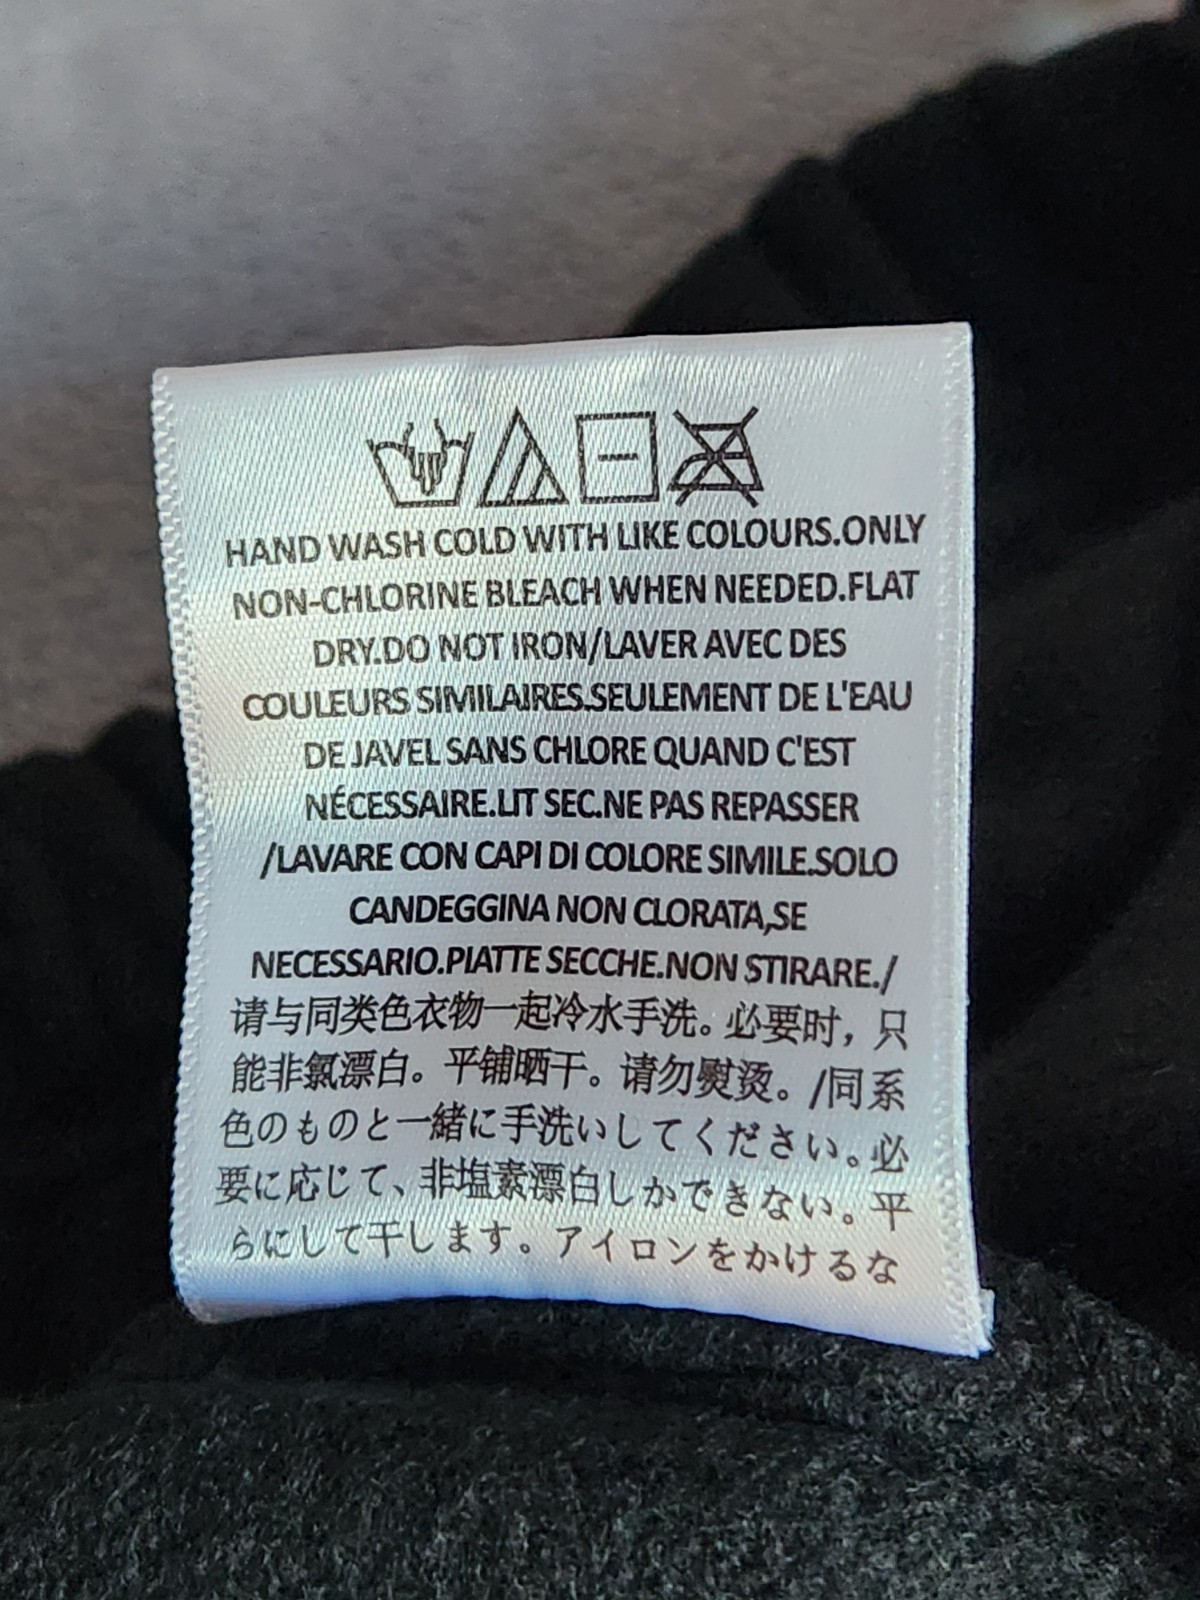 HAND WASH COLD WITH LIKE COLOURS.ONLY
NON-CHLORINE BLEACH WHEN NEEDED.FLAT
DRY.DO NOT IRON/LAVER AVEC DES
COULEURS SIMILAIRES.SEULEMENT DE L'EAU
DE JAVEL SANS CHLORE QUAND C'EST
NÉCESSAIRE.LIT SEC.NE PAS REPASSER
/LAVARE CON CAPI DI COLORE SIMILE.SOLO
CANDEGGINA NON CLORATA,SE
NECESSARIO.PIATTE SECCHE.NON STIRARE./
请与同类色衣物一起冷水手洗。必要时，只
能非氯漂白。平铺晒干。请勿熨烫。/同系
色のものと一緒に手洗いしてください。必
要に応じて、非塩素漂白しかできない。平
らにして干します。アイロンをかけるな